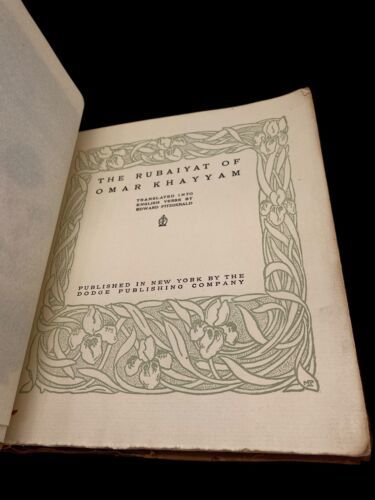 THE RUBAIYAT OF
OMAR KHAYYAM
TRANSLATED INTO
ENGLISH VERSE BY
EDWARD FITZGERALD
PUBLISHED IN NEW YORK BY THE
DODGE PUBLISHING COMPANY